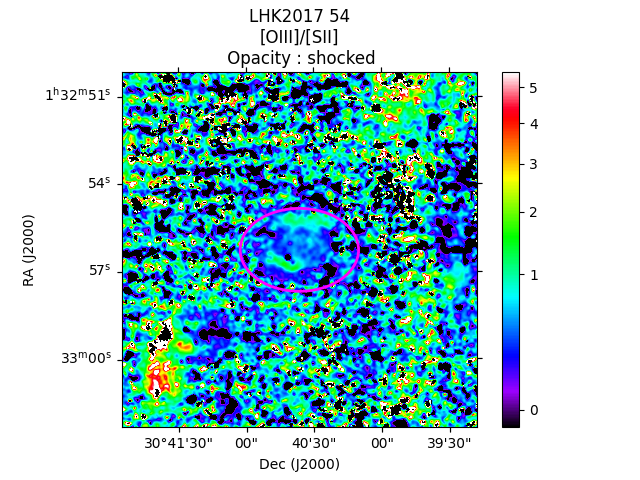 LHK2017 54
[OIII]/[SII]
Opacity : shocked
1ʰ32ᵐ51ˢ
54ˢ
57ˢ
33ᵐ00ˢ
RA (J2000)
30°41'30" 00" 40'30" 00" 39'30"
Dec (J2000)
5
4
3
2
1
0